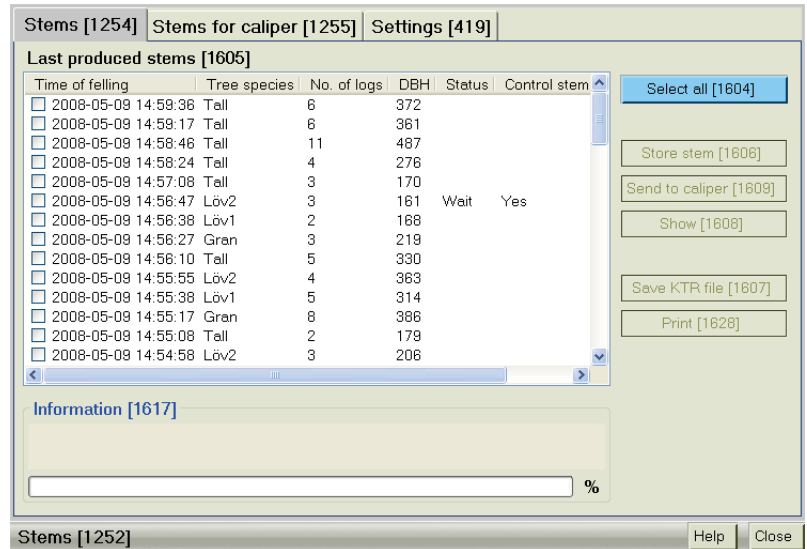 Stems [1254] Stems for caliper [1255] Settings [419]
Last produced stems [1605]
Time of felling Tree species No. of logs DBH Status Control stem
2008-05-09 14:59:36 Tall 6 372
2008-05-09 14:59:17 Tall 6 361
2008-05-09 14:58:46 Tall 11 487
2008-05-09 14:58:24 Tall 4 276
2008-05-09 14:57:08 Tall 3 170
2008-05-09 14:56:47 Löv2 3 161 Wait Yes
2008-05-09 14:56:38 Löv1 2 168
2008-05-09 14:56:27 Gran 3 219
2008-05-09 14:56:10 Tall 5 330
2008-05-09 14:55:55 Löv2 4 363
2008-05-09 14:55:38 Löv1 5 314
2008-05-09 14:55:17 Gran 8 386
2008-05-09 14:55:08 Tall 2 179
2008-05-09 14:54:58 Löv2 3 206
Select all [1604]
Store stem [1606]
Send to caliper [1609]
Show [1608]
Save KTR file [1607]
Print [1628]
Information [1617]
%
Stems [1252] Help Close